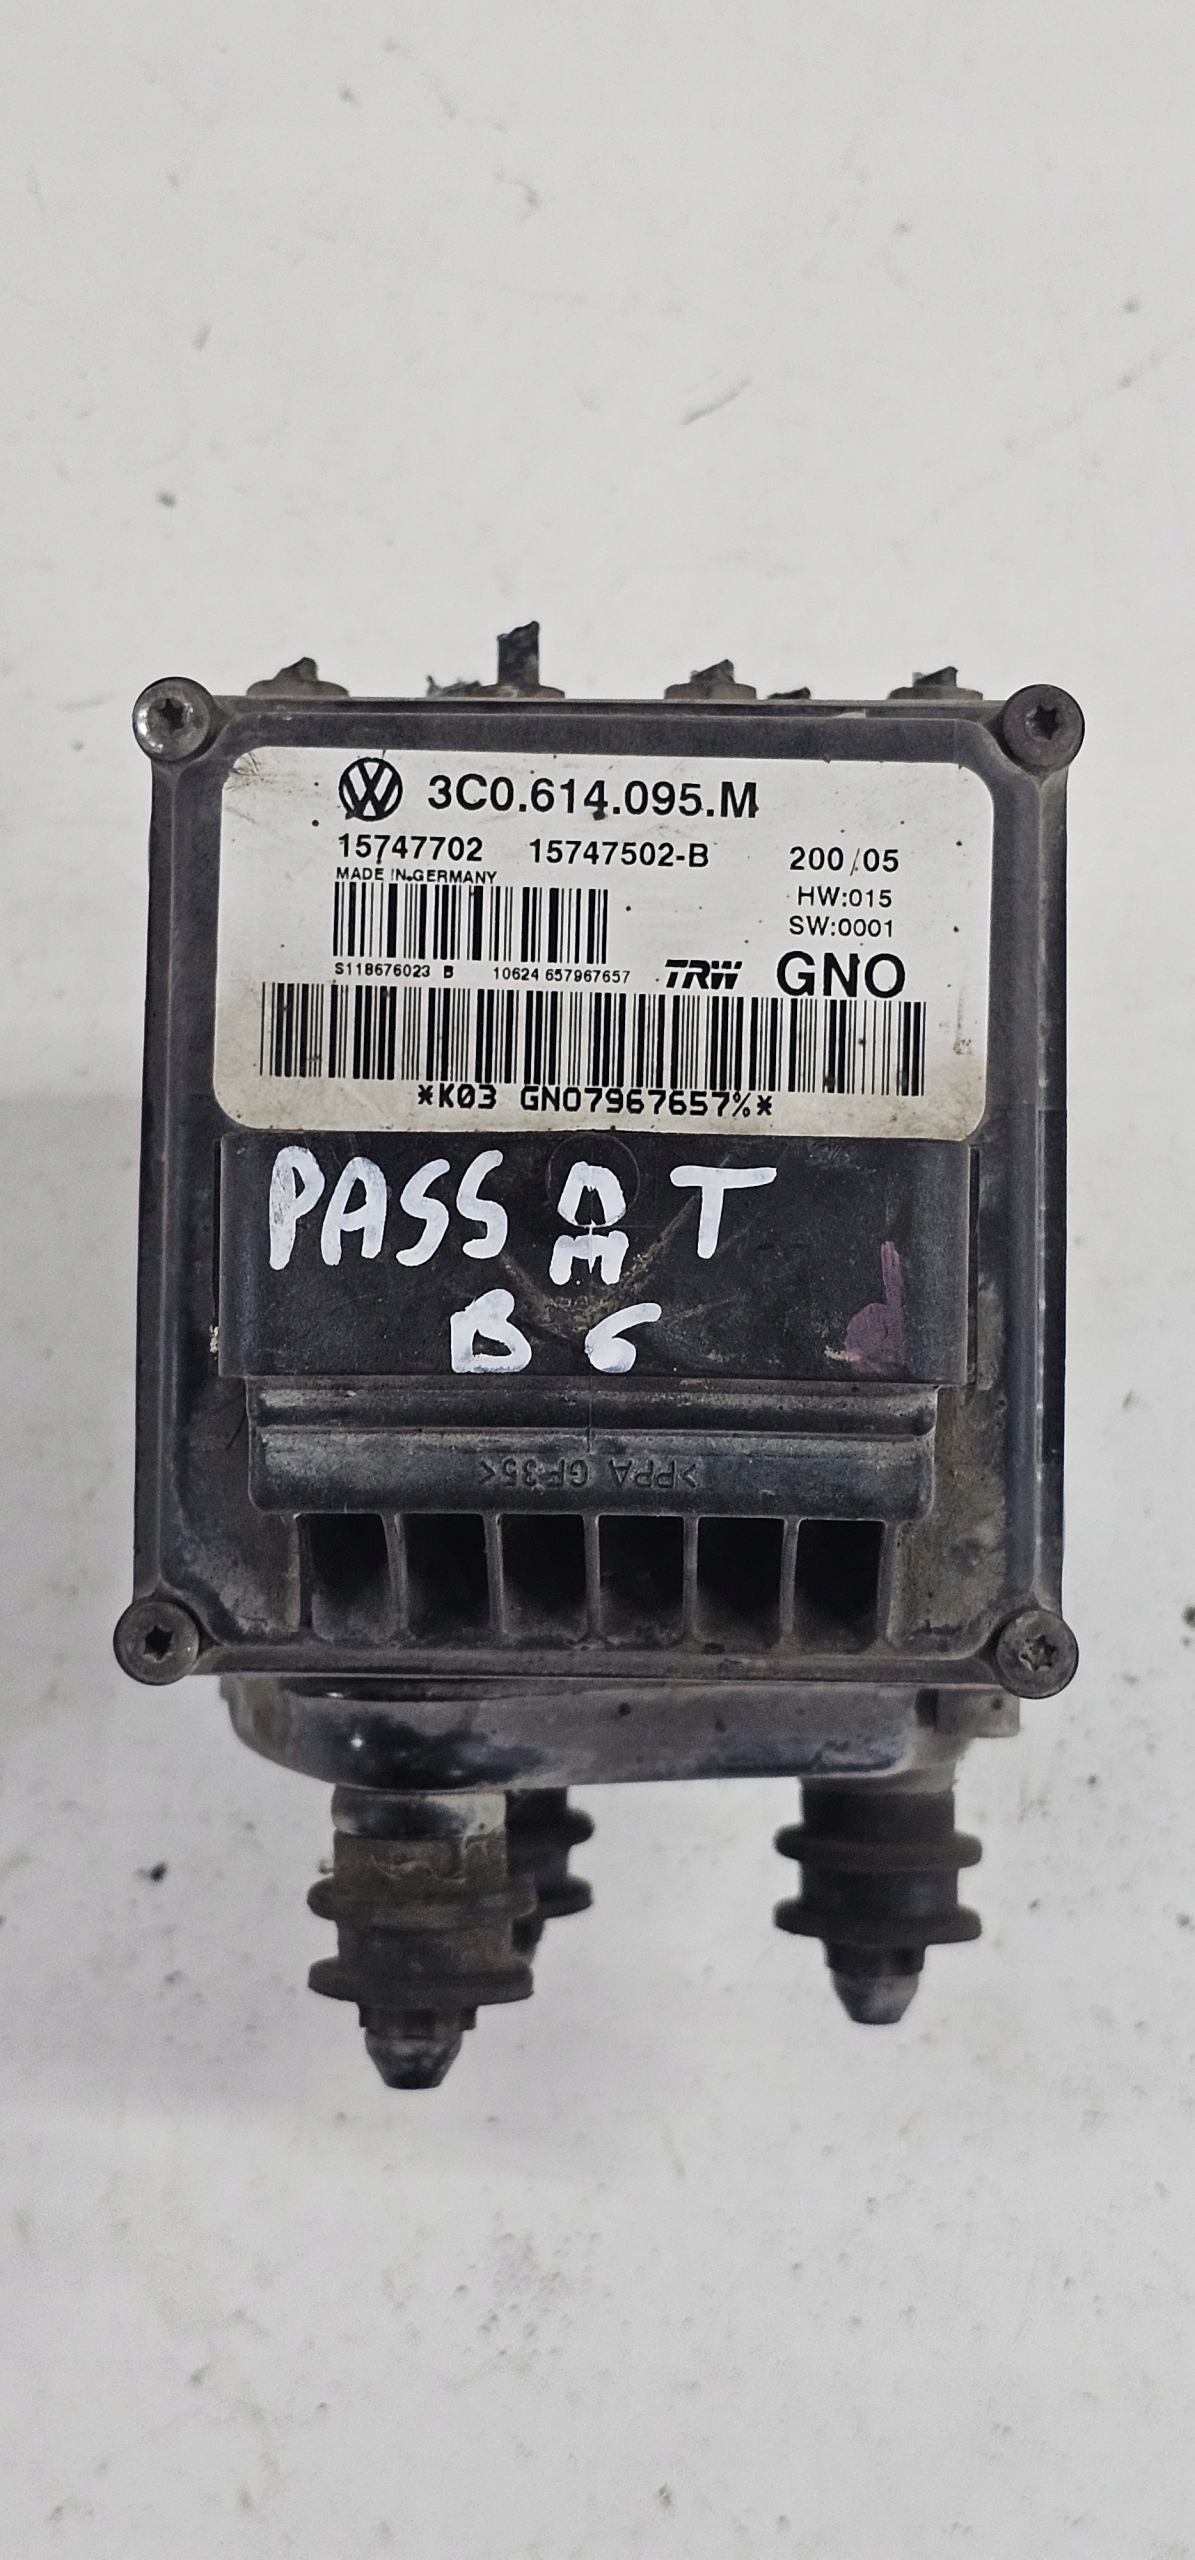 3C0.614.095.M
15747702 15747502-B 200/05
MADE IN GERMANY HW:015
SW:0001
S118676023 B 10624 657967657 TRW GNO
*K03 GNO7967657%*
PASSAT
B6
>PPA GF35<